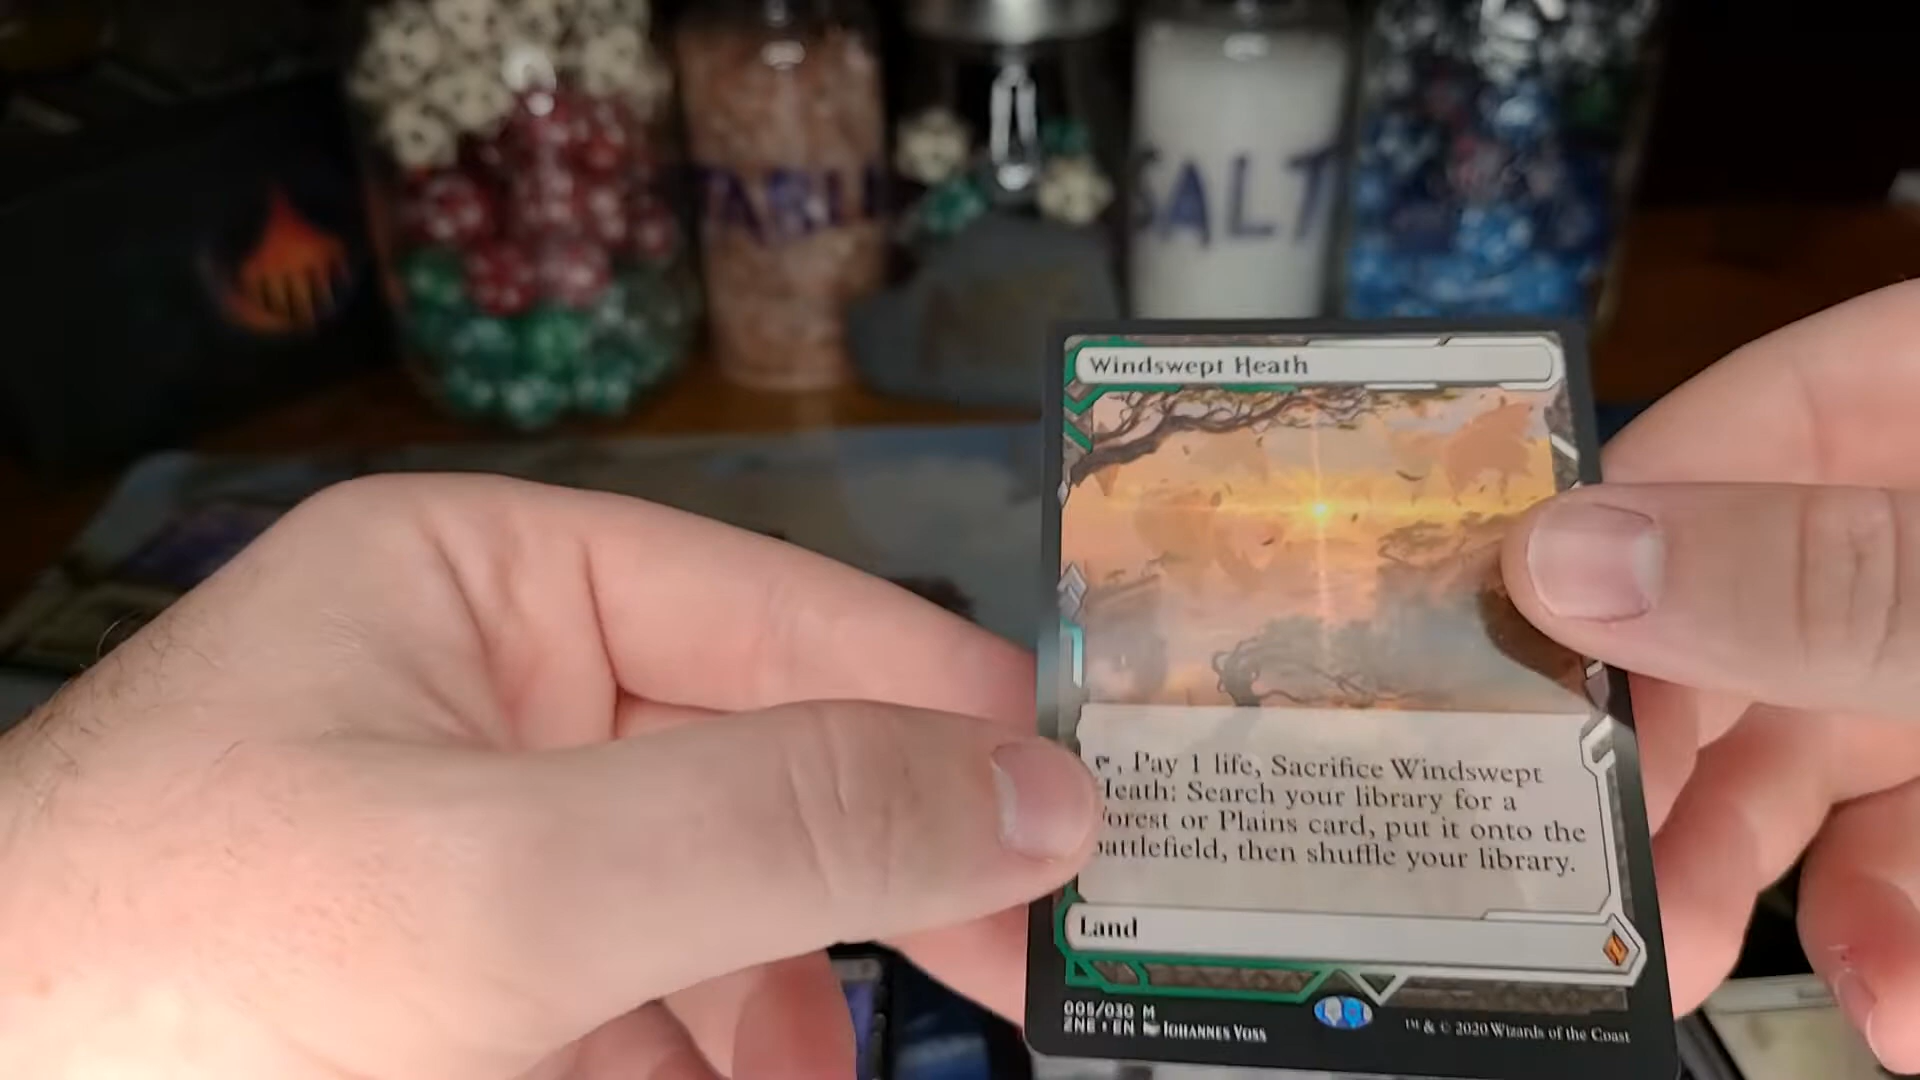 TABLE
SALT
Windswept Heath
, Pay 1 life, Sacrifice Windswept
Heath: Search your library for a
Forest or Plains card, put it onto the
battlefield, then shuffle your library.
Land
005/030 M
ZNE • EN Johannes Voss
™ & © 2020 Wizards of the Coast